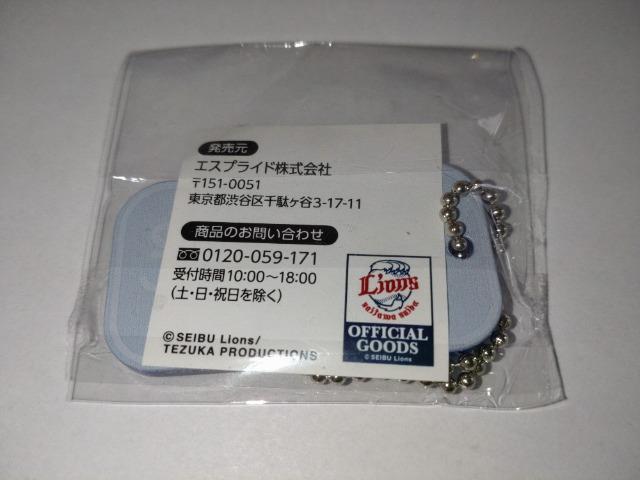 発売元
エスプライド株式会社
〒151-0051
東京都渋谷区千駄ヶ谷3-17-11
商品のお問い合わせ
0120-059-171
受付時間10:00〜18:00
(土・日・祝日を除く)
©SEIBU Lions/
TEZUKA PRODUCTIONS
Lions
saitama seibu
OFFICIAL
GOODS
©SEIBU Lions